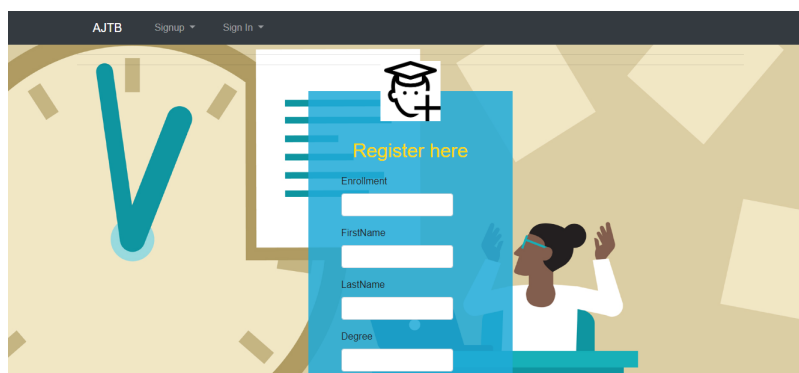 AJTB Signup Sign In
Register here
Enrollment
FirstName
LastName
Degree